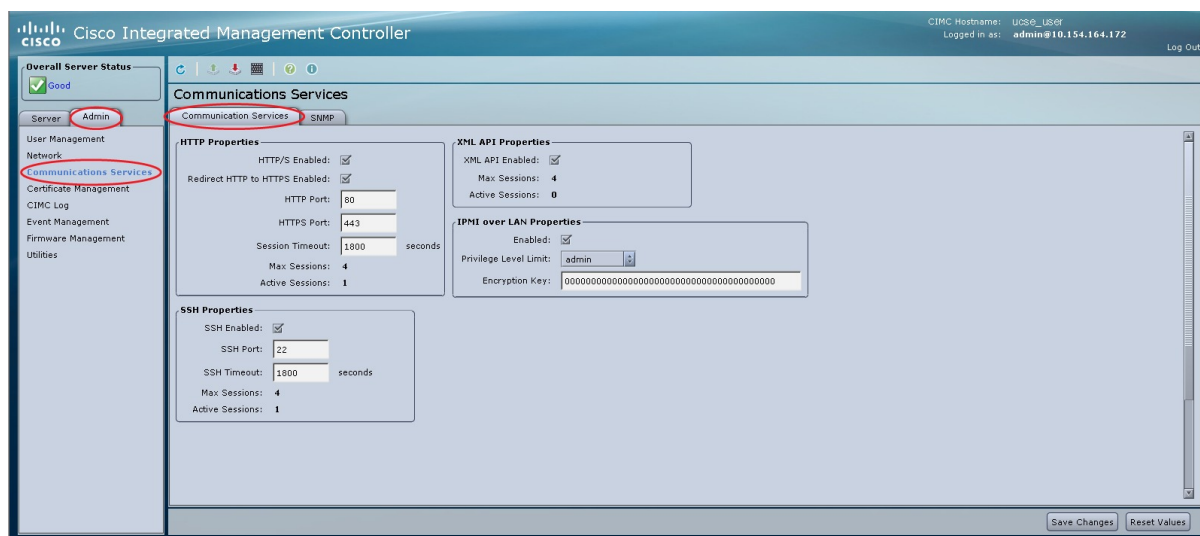 CISCO
Cisco Integrated Management Controller
CIMC Hostname: ucse_user
Logged in as: admin@10.154.164.172
Log Out
Overall Server Status
Good
Server
Admin
User Management
Network
Communications Services
Certificate Management
CIMC Log
Event Management
Firmware Management
Utilities
Communications Services
Communication Services
SNMP
HTTP Properties
HTTP/S Enabled:
Redirect HTTP to HTTPS Enabled:
HTTP Port: 80
HTTPS Port: 443
Session Timeout: 1800 seconds
Max Sessions: 4
Active Sessions: 1
SSH Properties
SSH Enabled:
SSH Port: 22
SSH Timeout: 1800 seconds
Max Sessions: 4
Active Sessions: 1
XML API Properties
XML API Enabled:
Max Sessions: 4
Active Sessions: 0
IPMI over LAN Properties
Enabled:
Privilege Level Limit: admin
Encryption Key: 0000000000000000000000000000000000000000
Save Changes
Reset Values